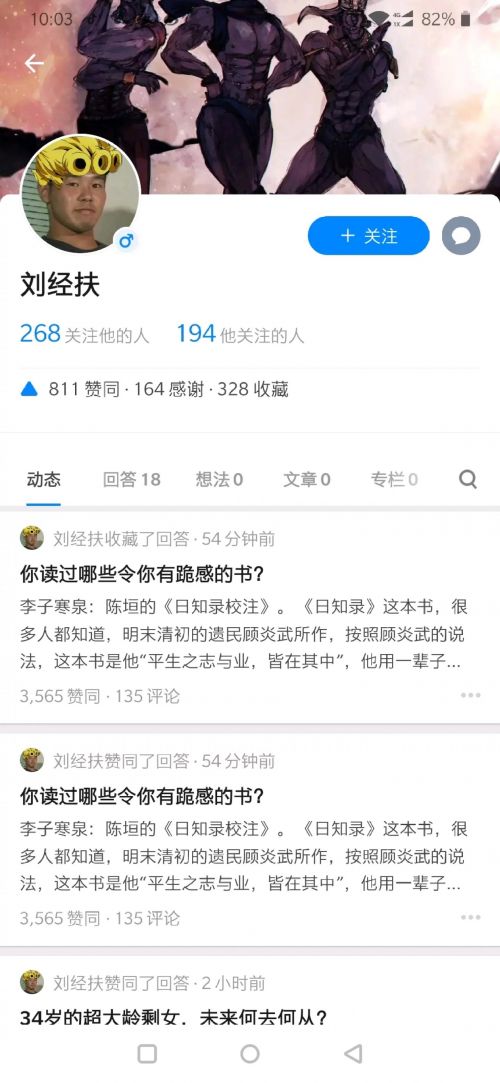 10:03
4G
1X
82%
+ 关注
刘经扶
268 关注他的人 194 他关注的人
811 赞同 · 164 感谢 · 328 收藏
动态 回答 18 想法 0 文章 0 专栏 0
刘经扶收藏了回答 · 54 分钟前
你读过哪些令你有跪感的书?
李子寒泉：陈垣的《日知录校注》。《日知录》这本书，很
多人都知道，明末清初的遗民顾炎武所作，按照顾炎武的说
法，这本书是他“平生之志与业，皆在其中”，他用一辈子...
3,565 赞同 · 135 评论
刘经扶赞同了回答 · 54 分钟前
你读过哪些令你有跪感的书?
李子寒泉：陈垣的《日知录校注》。《日知录》这本书，很
多人都知道，明末清初的遗民顾炎武所作，按照顾炎武的说
法，这本书是他“平生之志与业，皆在其中”，他用一辈子...
3,565 赞同 · 135 评论
刘经扶赞同了回答 · 2 小时前
34岁的超大龄剩女，未来何去何从?